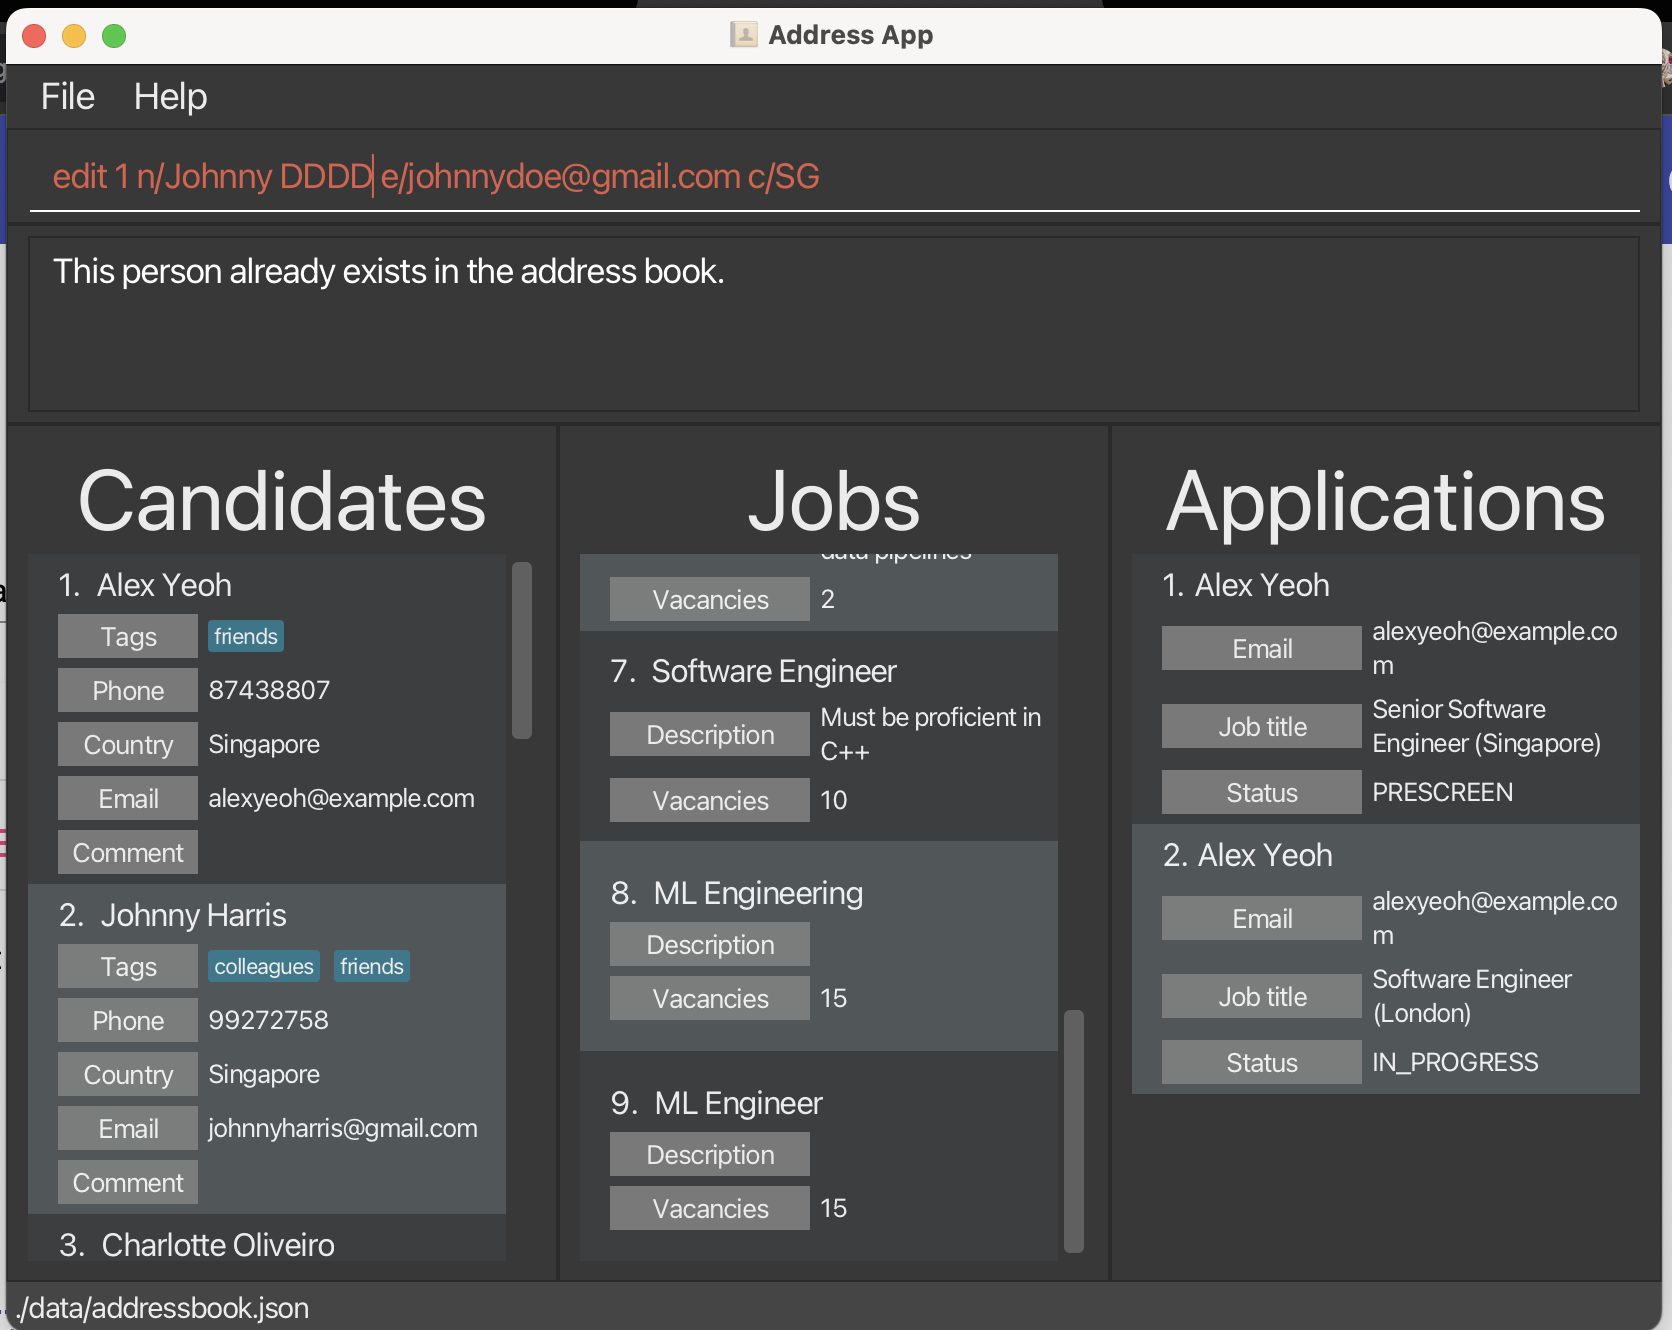 Address App
File Help
edit 1 n/Johnny DDDD e/johnnydoe@gmail.com c/SG
This person already exists in the address book.
Candidates
1. Alex Yeoh
Tags friends
Phone 87438807
Country Singapore
Email alexyeoh@example.com
Comment
2. Johnny Harris
Tags colleagues friends
Phone 99272758
Country Singapore
Email johnnyharris@gmail.com
Comment
3. Charlotte Oliveiro
Jobs
data pipelines
Vacancies 2
7. Software Engineer
Description Must be proficient in
C++
Vacancies 10
8. ML Engineering
Description
Vacancies 15
9. ML Engineer
Description
Vacancies 15
Applications
1. Alex Yeoh
Email alexyeoh@example.co
m
Job title Senior Software
Engineer (Singapore)
Status PRESCREEN
2. Alex Yeoh
Email alexyeoh@example.co
m
Job title Software Engineer
(London)
Status IN_PROGRESS
./data/addressbook.json